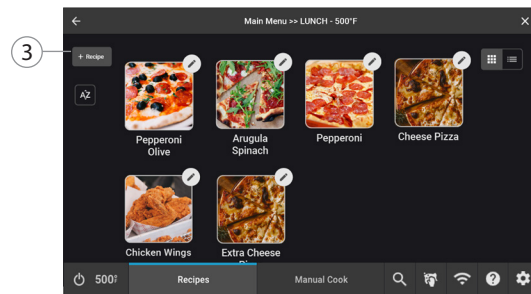 Main Menu >> LUNCH - 500°F
3
+ Recipe
AZ
Pepperoni
Olive
Arugula
Spinach
Pepperoni
Cheese Pizza
Chicken Wings
Extra Cheese
500°F
Recipes
Manual Cook